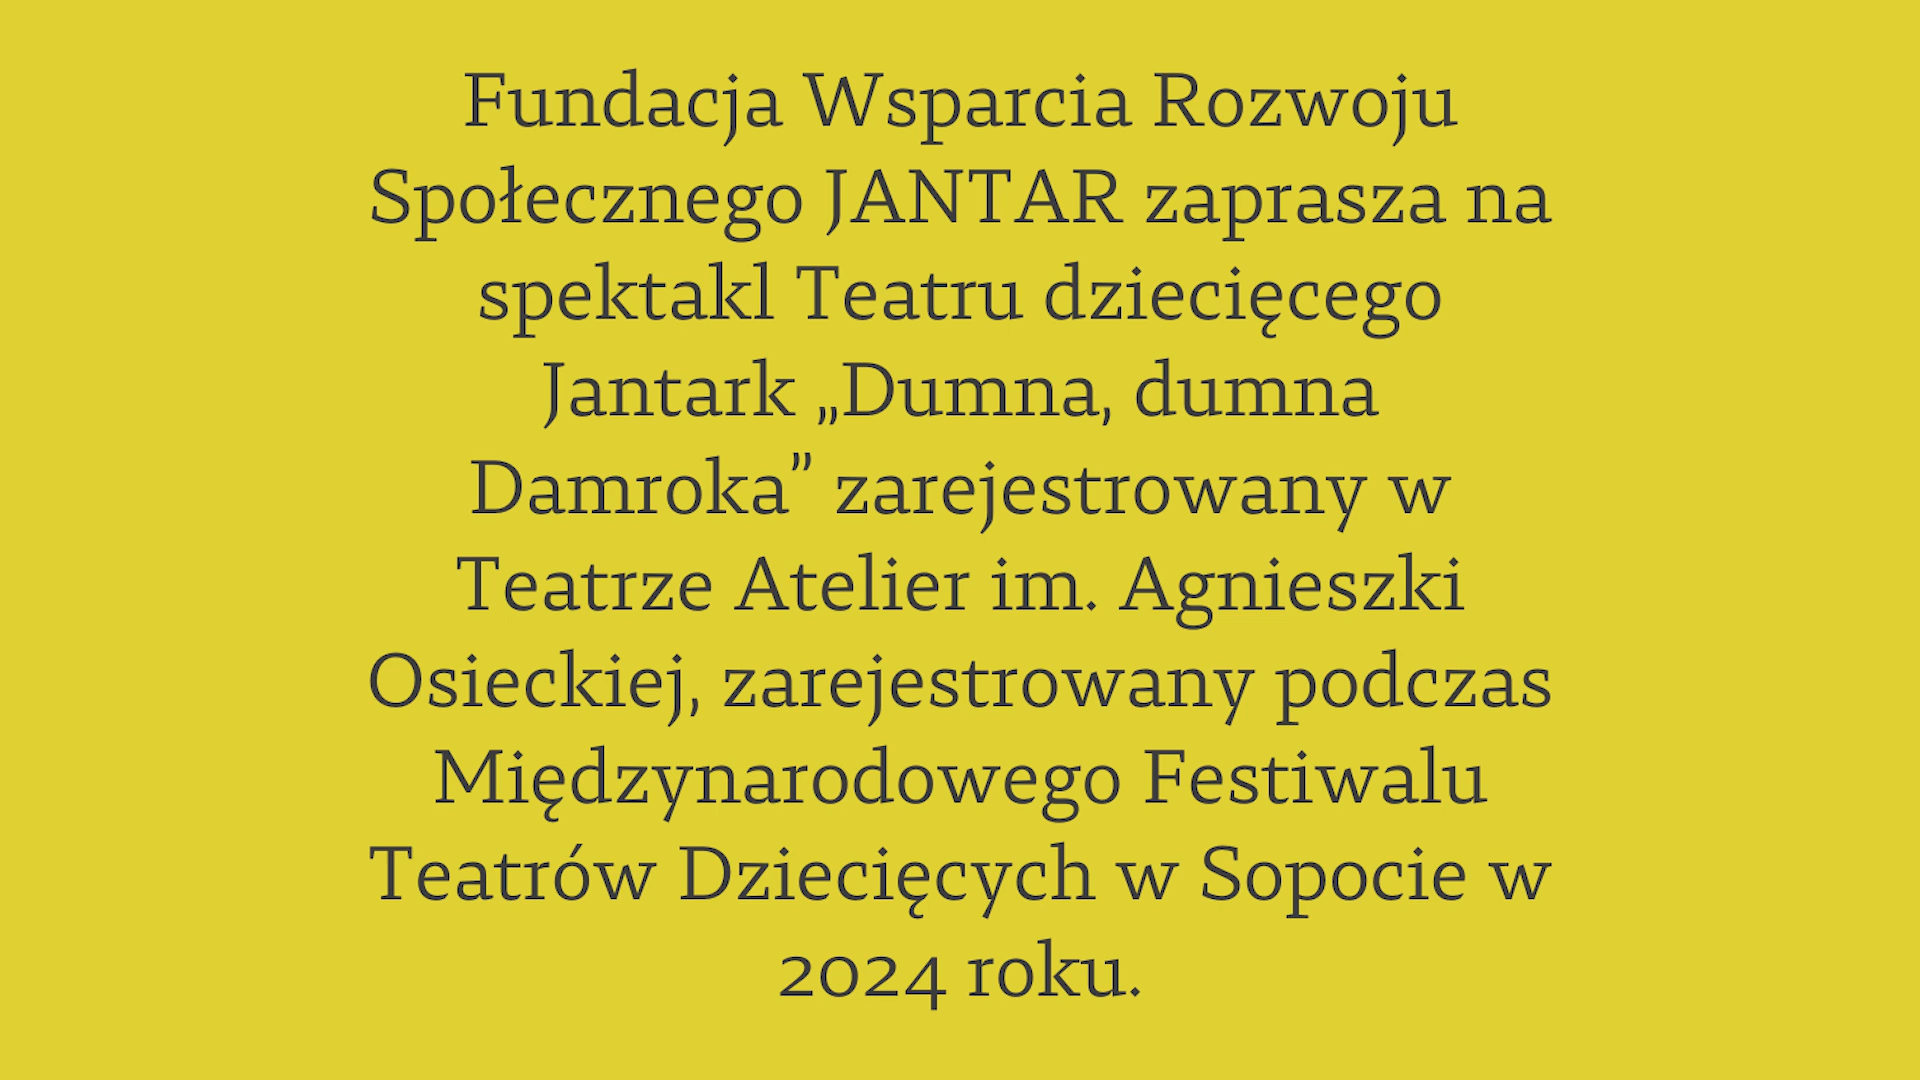 Fundacja Wsparcia Rozwoju
Społecznego JANTAR zaprasza na
spektakl Teatru dziecięcego
Jantark „Dumna, dumna
Damroka” zarejestrowany w
Teatrze Atelier im. Agnieszki
Osieckiej, zarejestrowany podczas
Międzynarodowego Festiwalu
Teatrów Dziecięcych w Sopocie w
2024 roku.